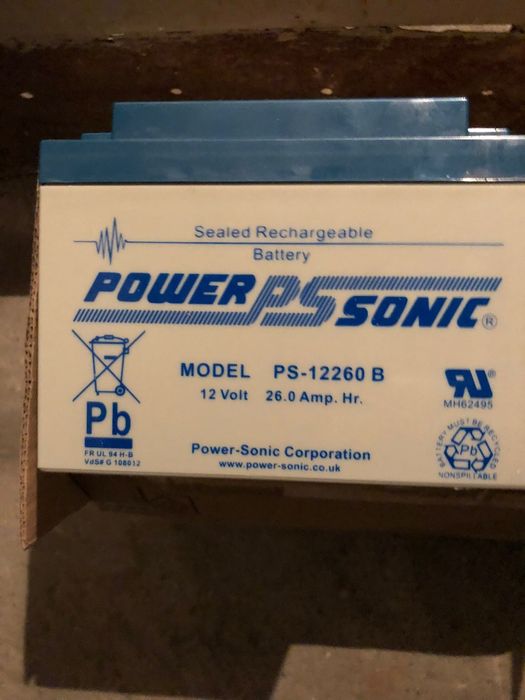 Sealed Rechargeable
Battery
POWER PS SONIC ®
MODEL PS-12260 B
12 Volt 26.0 Amp. Hr.
Pb
FR UL 94 H-B
VdS# G 108012
Power-Sonic Corporation
www.power-sonic.co.uk
MH62495
BATTERY MUST BE RECYCLED
Pb
NONSPILLABLE